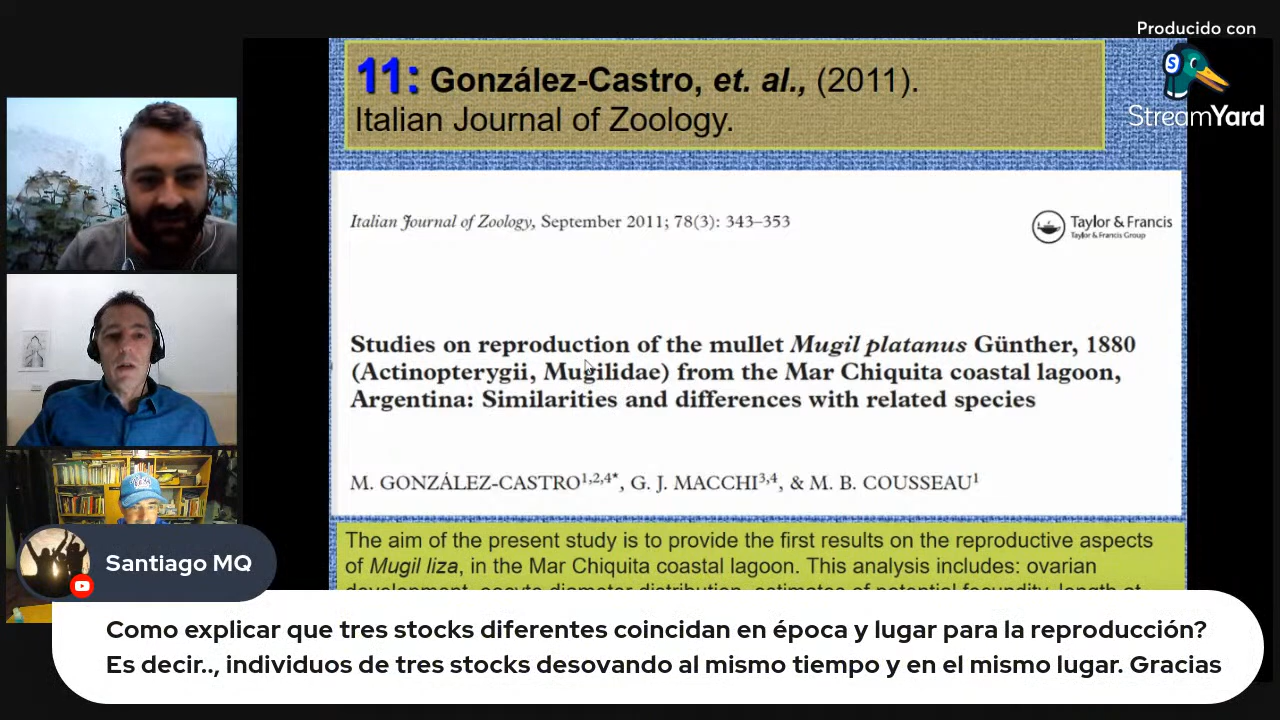 Producido con
StreamYard
11: González-Castro, et. al., (2011).
Italian Journal of Zoology.
Italian Journal of Zoology, September 2011; 78(3): 343–353
Taylor & Francis
Taylor & Francis Group
Studies on reproduction of the mullet Mugil platanus Günther, 1880
(Actinopterygii, Mugilidae) from the Mar Chiquita coastal lagoon,
Argentina: Similarities and differences with related species
M. GONZÁLEZ-CASTRO1,2,4*, G. J. MACCHI3,4, & M. B. COUSSEAU1
The aim of the present study is to provide the first results on the reproductive aspects
of Mugil liza, in the Mar Chiquita coastal lagoon. This analysis includes: ovarian
Santiago MQ
Como explicar que tres stocks diferentes coincidan en época y lugar para la reproducción?
Es decir.., individuos de tres stocks desovando al mismo tiempo y en el mismo lugar. Gracias